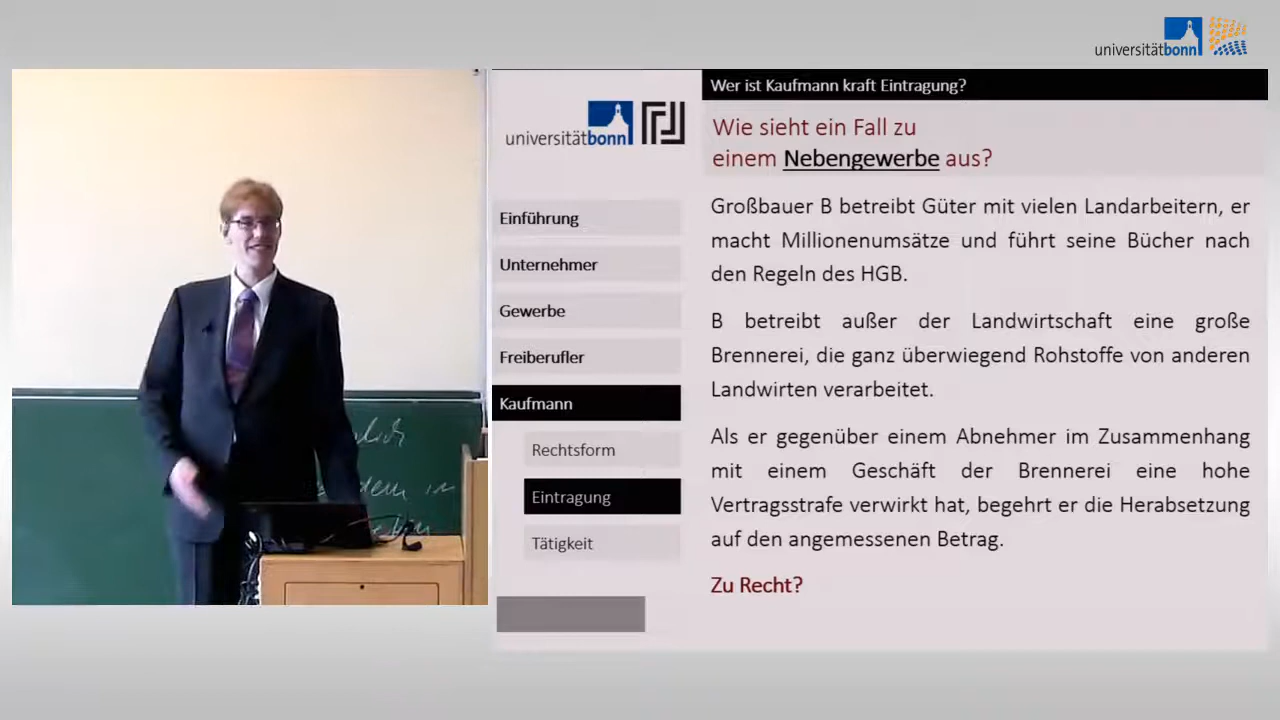 universitätbonn
universitätbonn
Einführung
Unternehmer
Gewerbe
Freiberufler
Kaufmann
Rechtsform
Eintragung
Tätigkeit
Wer ist Kaufmann kraft Eintragung?
Wie sieht ein Fall zu
einem Nebengewerbe aus?
Großbauer B betreibt Güter mit vielen Landarbeitern, er
macht Millionenumsätze und führt seine Bücher nach
den Regeln des HGB.
B betreibt außer der Landwirtschaft eine große
Brennerei, die ganz überwiegend Rohstoffe von anderen
Landwirten verarbeitet.
Als er gegenüber einem Abnehmer im Zusammenhang
mit einem Geschäft der Brennerei eine hohe
Vertragsstrafe verwirkt hat, begehrt er die Herabsetzung
auf den angemessenen Betrag.
Zu Recht?